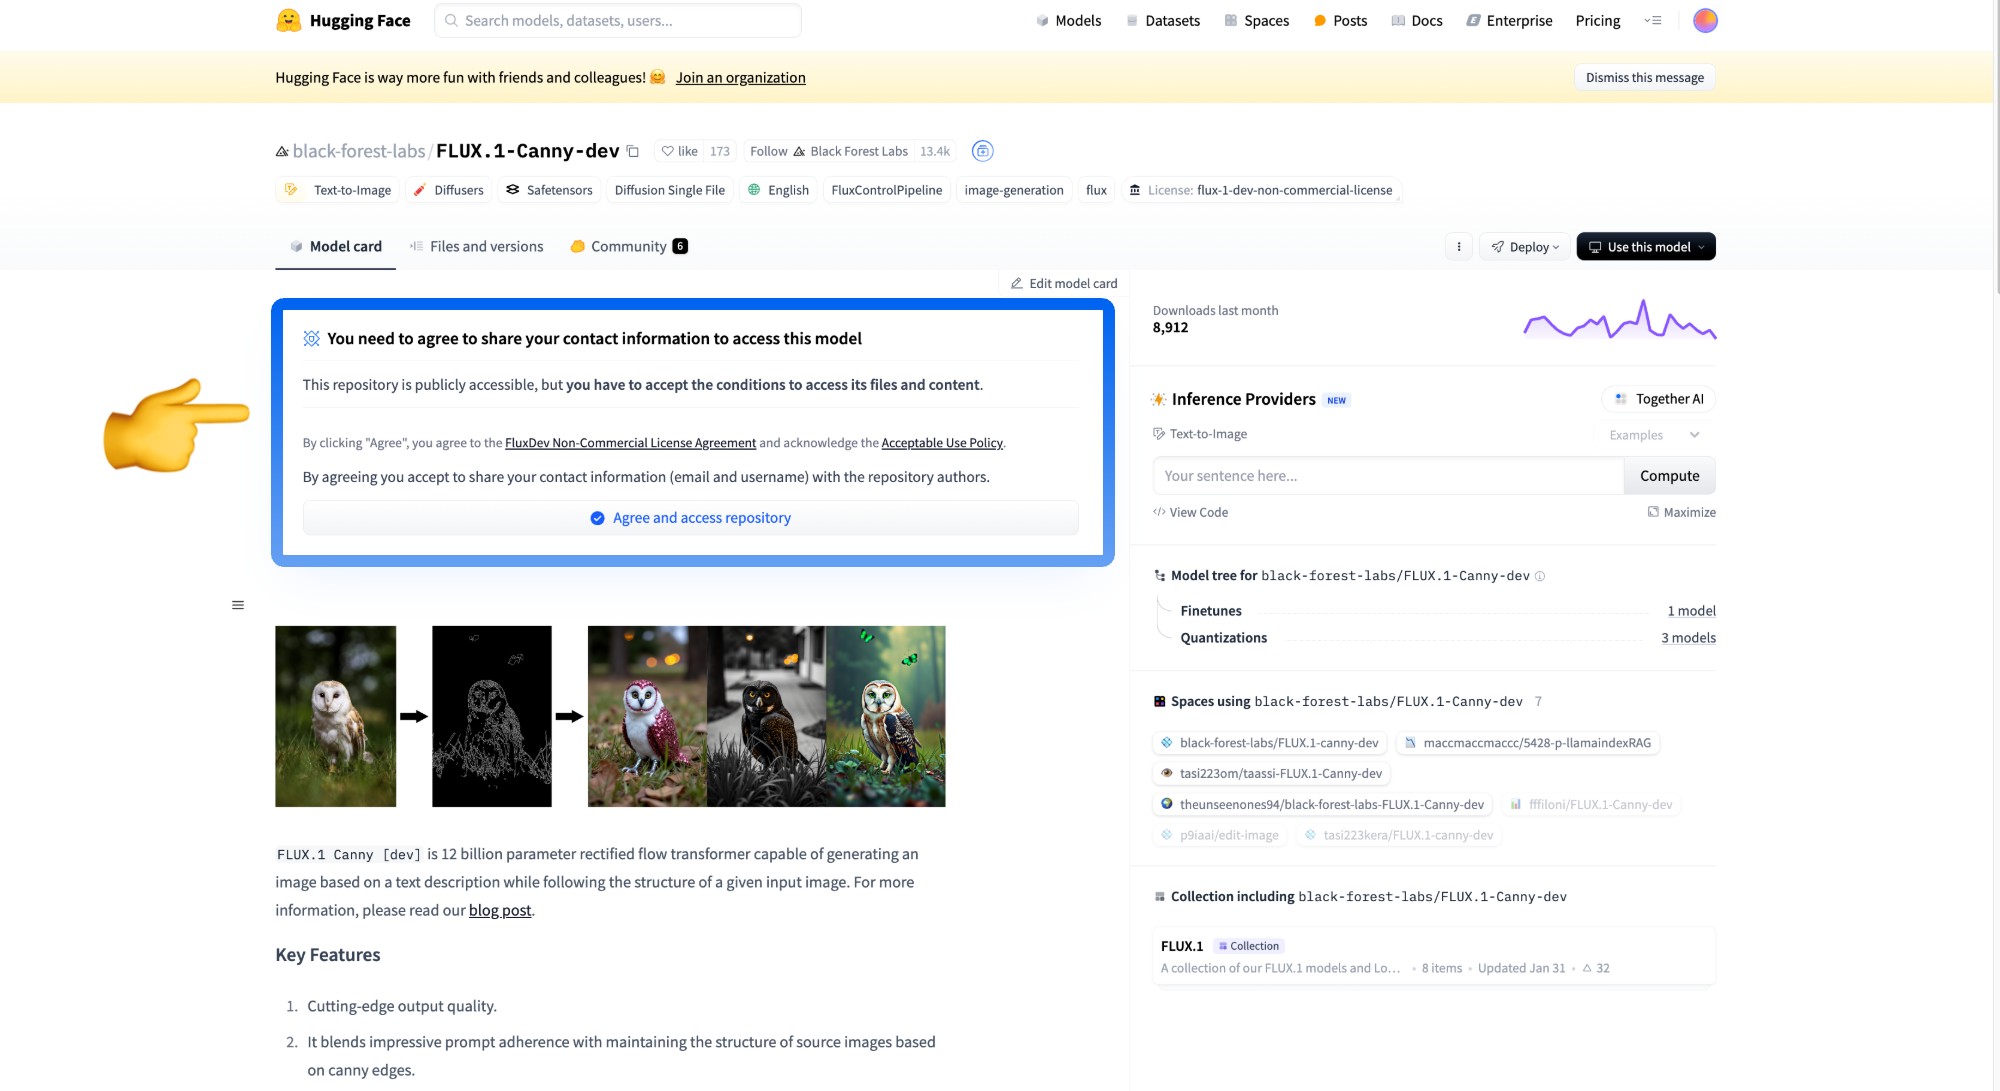 Hugging Face
Search models, datasets, users...
Models
Datasets
Spaces
Posts
Docs
Enterprise
Pricing
Hugging Face is way more fun with friends and colleagues! 🤗 Join an organization
Dismiss this message
black-forest-labs/FLUX.1-Canny-dev
like 173
Follow Black Forest Labs 13.4k
Text-to-Image
Diffusers
Safetensors
Diffusion Single File
English
FluxControlPipeline
image-generation
flux
License: flux-1-dev-non-commercial-license
Model card
Files and versions
Community 6
Deploy
Use this model
Edit model card
You need to agree to share your contact information to access this model
This repository is publicly accessible, but you have to accept the conditions to access its files and content.
By clicking "Agree", you agree to the FluxDev Non-Commercial License Agreement and acknowledge the Acceptable Use Policy.
By agreeing you accept to share your contact information (email and username) with the repository authors.
Agree and access repository
FLUX.1 Canny [dev] is 12 billion parameter rectified flow transformer capable of generating an
image based on a text description while following the structure of a given input image. For more
information, please read our blog post.
Key Features
1. Cutting-edge output quality.
2. It blends impressive prompt adherence with maintaining the structure of source images based
on canny edges.
Downloads last month
8,912
Inference Providers NEW
Together AI
Text-to-Image
Examples
Your sentence here...
Compute
View Code
Maximize
Model tree for black-forest-labs/FLUX.1-Canny-dev
Finetunes 1 model
Quantizations 3 models
Spaces using black-forest-labs/FLUX.1-Canny-dev 7
black-forest-labs/FLUX.1-canny-dev
maccmaccmaccc/5428-p-llamaindexRAG
tasi223om/taassi-FLUX.1-Canny-dev
theunseenones94/black-forest-labs-FLUX.1-Canny-dev
fffiloni/FLUX.1-Canny-dev
p9iaai/edit-image
tasi223kera/FLUX.1-canny-dev
Collection including black-forest-labs/FLUX.1-Canny-dev
FLUX.1 Collection
A collection of our FLUX.1 models and Lo... • 8 items • Updated Jan 31 • 32